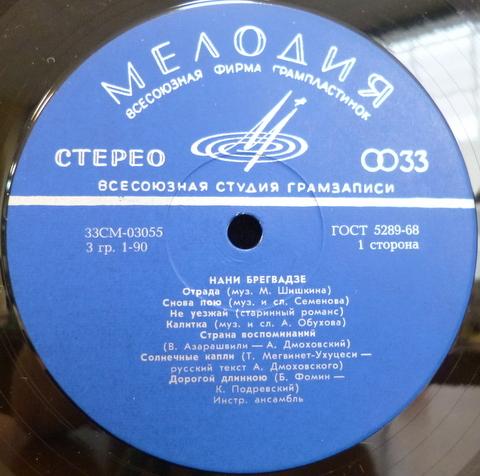 МЕЛОДИЯ
ВСЕСОЮЗНАЯ ФИРМА ГРАМПЛАСТИНОК
СТЕРЕО
33
ВСЕСОЮЗНАЯ СТУДИЯ ГРАМЗАПИСИ
33СМ-03055
ГОСТ 5289-68
3 гр. 1-90
1 сторона
НАНИ БРЕГВАДЗЕ
Отрада (муз. М. Шишкина)
Снова пою (муз. и сл. Семенова)
Не уезжай (старинный романс)
Калитка (муз. и сл. А. Обухова)
Страна воспоминаний
(В. Азарашвили — А. Дмоховский)
Солнечные капли (Т. Мегвинет-Ухуцеси —
русский текст А. Дмоховского)
Дорогой длинною (Б. Фомин —
К. Подревский)
Инстр. ансамбль